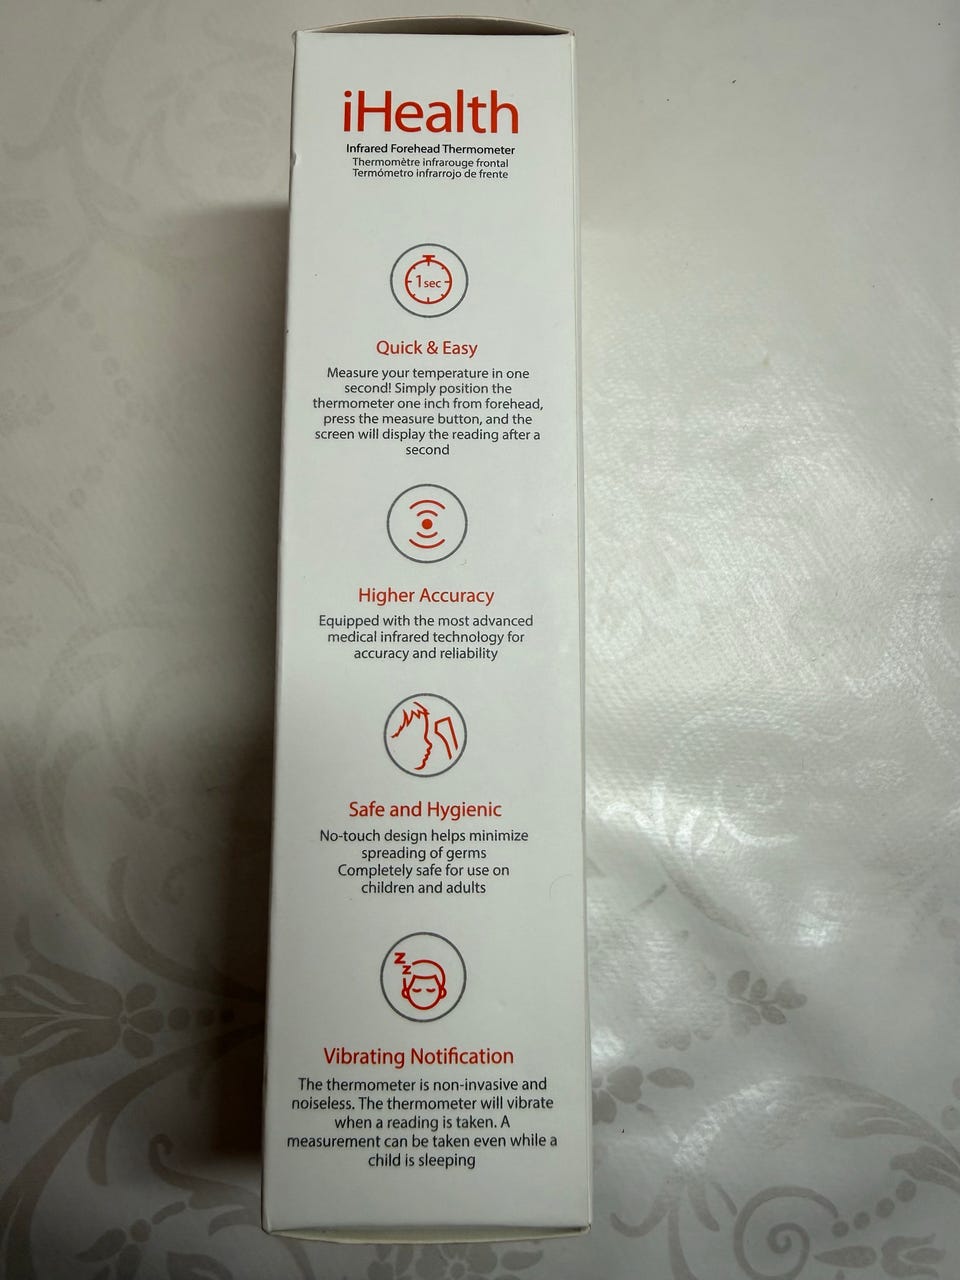 iHealth
Infrared Forehead Thermometer
Thermomètre infrarouge frontal
Termómetro infrarrojo de frente
1 sec
Quick & Easy
Measure your temperature in one
second! Simply position the
thermometer one inch from forehead,
press the measure button, and the
screen will display the reading after a
second
Higher Accuracy
Equipped with the most advanced
medical infrared technology for
accuracy and reliability
Safe and Hygienic
No-touch design helps minimize
spreading of germs
Completely safe for use on
children and adults
Z
Z
Vibrating Notification
The thermometer is non-invasive and
noiseless. The thermometer will vibrate
when a reading is taken. A
measurement can be taken even while a
child is sleeping